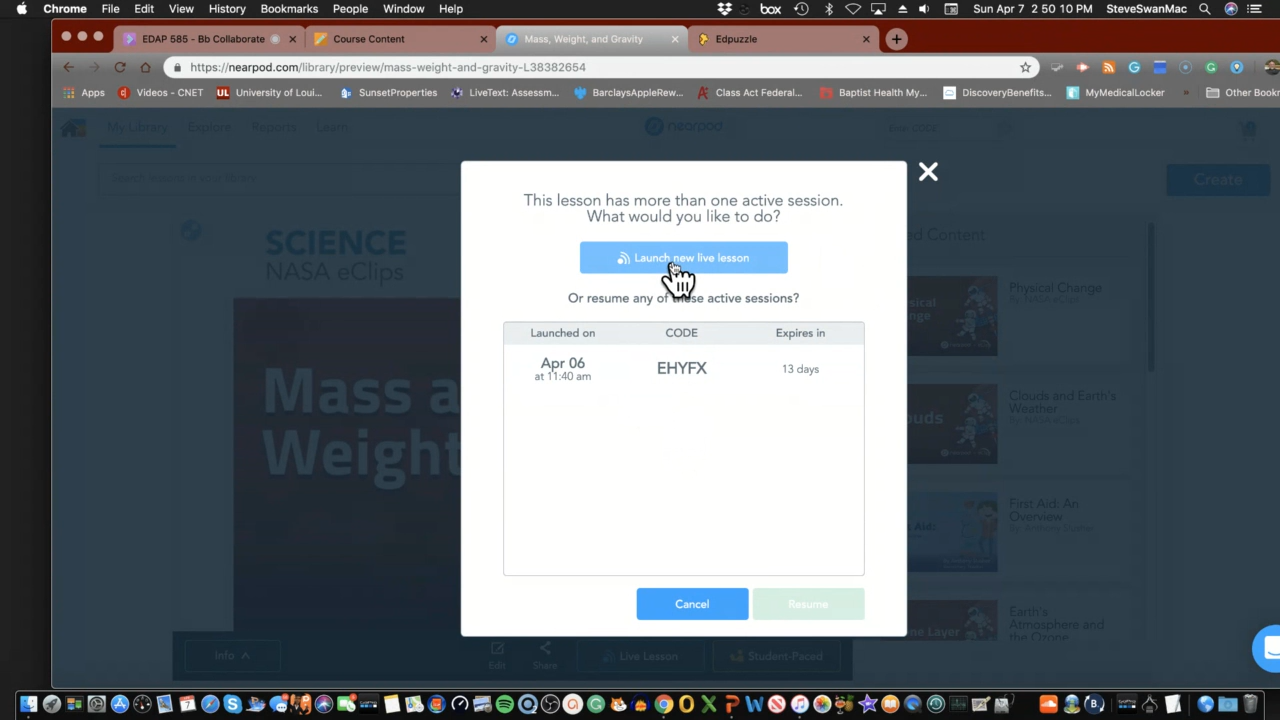 Chrome File Edit View History Bookmarks People Window Help box Sun Apr 7 2 50 10 PM SteveSwanMac
EDAP 585 - Bb Collaborate Course Content Mass, Weight, and Gravity Edpuzzle
https://nearpod.com/library/preview/mass-weight-and-gravity-L38382654
Apps Videos - CNET University of Loui... SunsetProperties LiveText: Assessm... BarclaysAppleRew... Class Act Federal... Baptist Health My... DiscoveryBenefits... MyMedicalLocker Other Book
My Library Explore Reports Learn nearpod
Create
This lesson has more than one active session.
What would you like to do?
Launch new live lesson
Or resume any of these active sessions?
Launched on CODE Expires in
Apr 06 EHYFX 13 days
at 11:40 am
Cancel Resume
SCIENCE
NASA eClips
Mass a
Weight
Content
Physical Change
By: NASA eClips
Clouds and Earth's
Weather
By: NASA eClips
First Aid: An
Overview
Earth's
Atmosphere and
the Ozone
Info Edit Share Live Lesson Student-Paced